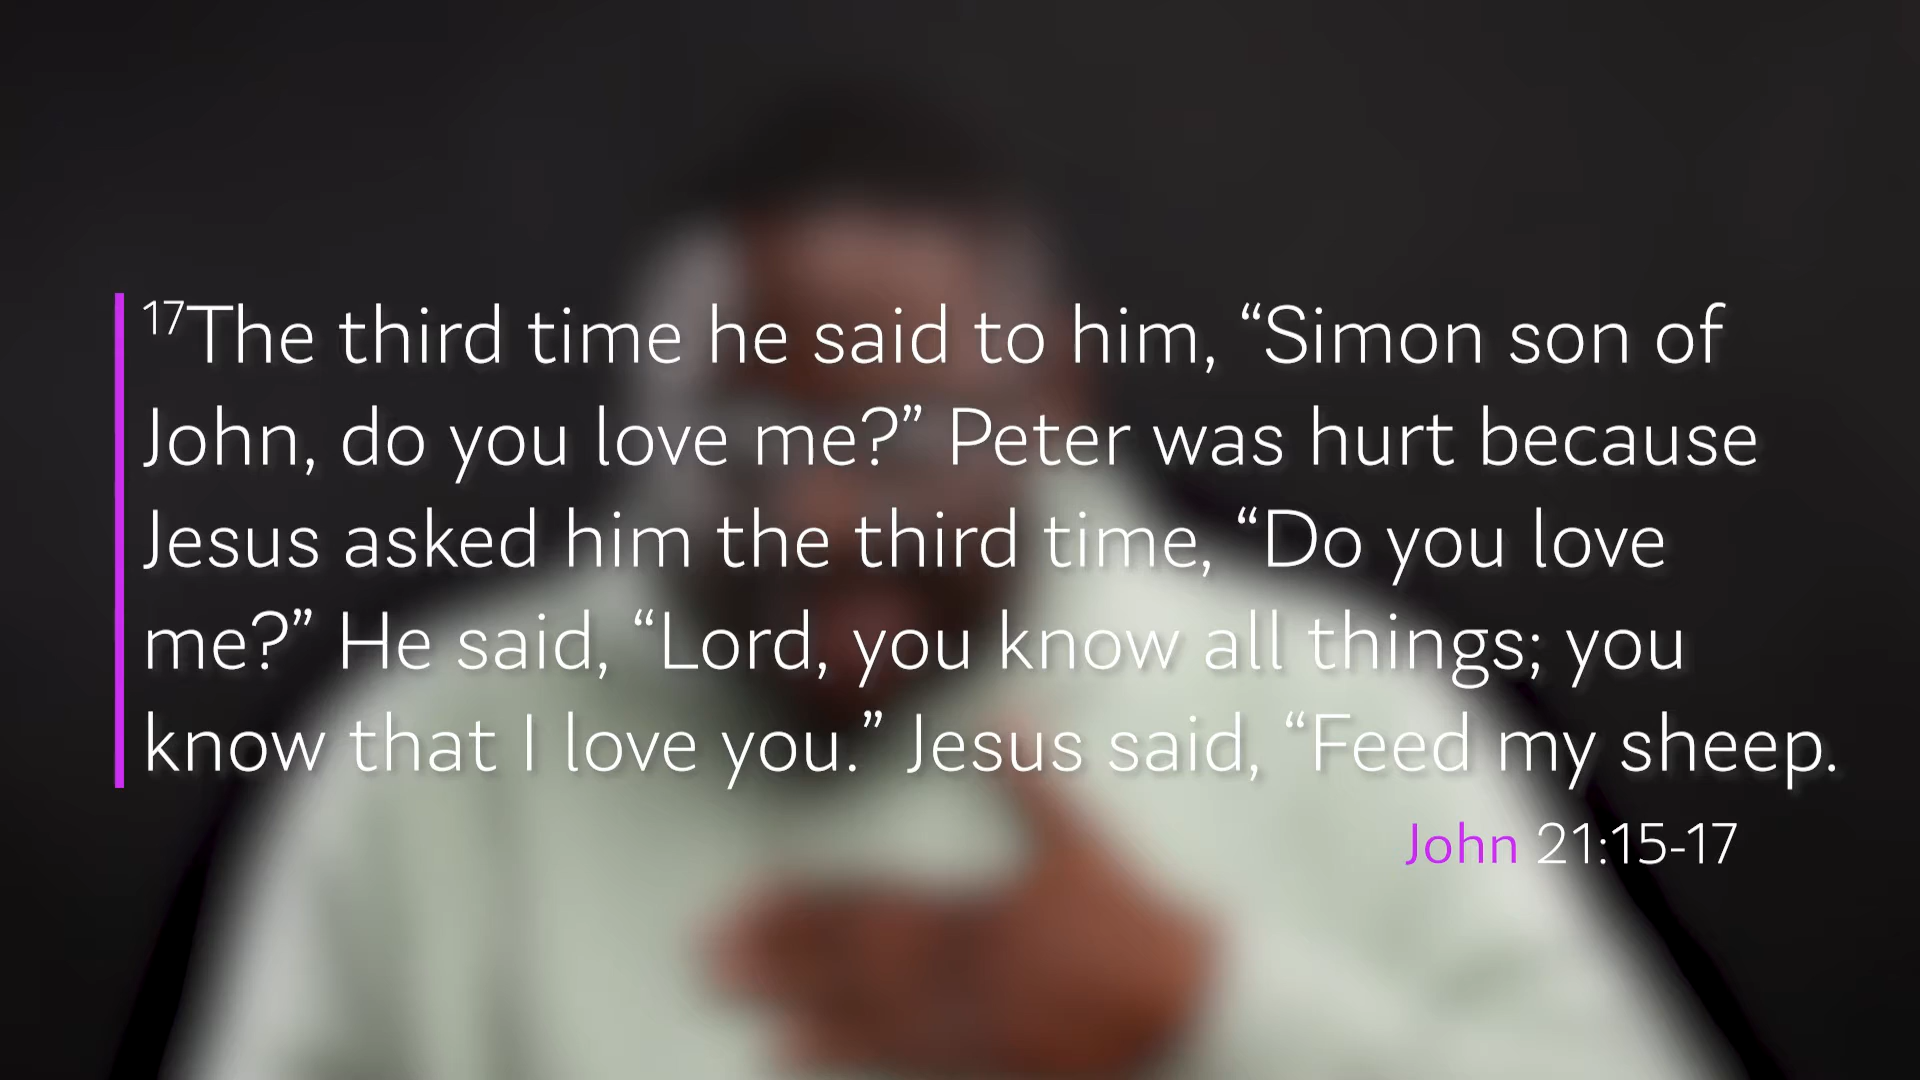 17The third time he said to him, “Simon son of
John, do you love me?” Peter was hurt because
Jesus asked him the third time, “Do you love
me?” He said, “Lord, you know all things; you
know that I love you.” Jesus said, “Feed my sheep.
John 21:15-17